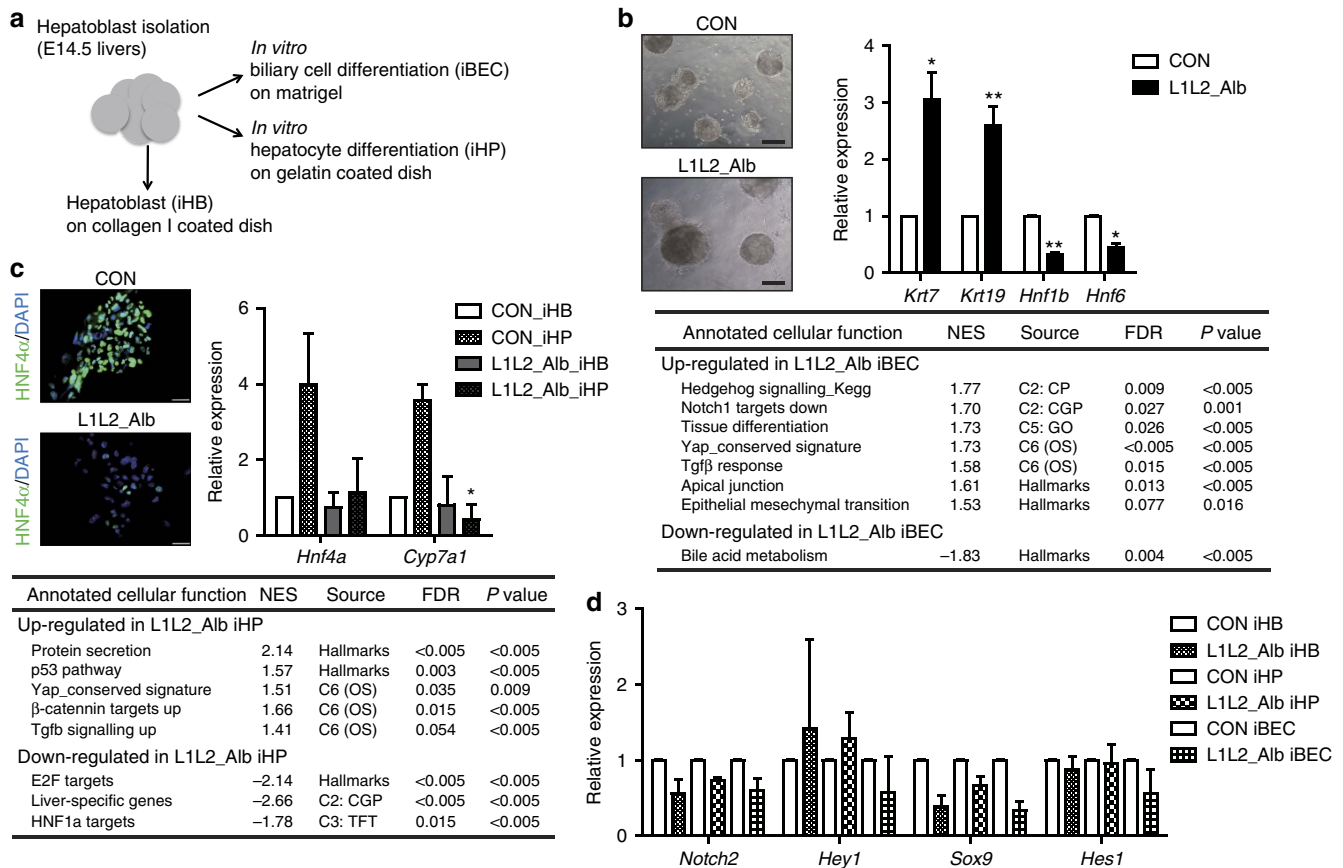 a
Hepatoblast isolation
(E14.5 livers)
In vitro
biliary cell differentiation (iBEC)
on matrigel
In vitro
hepatocyte differentiation (iHP)
on gelatin coated dish
Hepatoblast (iHB)
on collagen I coated dish
b
CON
L1L2_Alb
Relative expression
4
3
2
1
0
* ** ** *
CON
L1L2_Alb
Krt7 Krt19 Hnf1b Hnf6
Annotated cellular function NES Source FDR P value
Up-regulated in L1L2_Alb iBEC
Hedgehog signalling_Kegg 1.77 C2: CP 0.009 <0.005
Notch1 targets down 1.70 C2: CGP 0.027 0.001
Tissue differentiation 1.73 C5: GO 0.026 <0.005
Yap_conserved signature 1.73 C6 (OS) <0.005 <0.005
Tgfβ response 1.58 C6 (OS) 0.015 <0.005
Apical junction 1.61 Hallmarks 0.013 <0.005
Epithelial mesechymal transition 1.53 Hallmarks 0.077 0.016
Down-regulated in L1L2_Alb iBEC
Bile acid metabolism −1.83 Hallmarks 0.004 <0.005
c
CON
HNF4α/DAPI
L1L2_Alb
HNF4α/DAPI
Relative expression
6
4
2
0
*
CON_iHB
CON_iHP
L1L2_Alb_iHB
L1L2_Alb_iHP
Hnf4a Cyp7a1
Annotated cellular function NES Source FDR P value
Up-regulated in L1L2_Alb iHP
Protein secretion 2.14 Hallmarks <0.005 <0.005
p53 pathway 1.57 Hallmarks 0.003 <0.005
Yap_conserved signature 1.51 C6 (OS) 0.035 0.009
β-catennin targets up 1.66 C6 (OS) 0.015 <0.005
Tgfb signalling up 1.41 C6 (OS) 0.054 <0.005
Down-regulated in L1L2_Alb iHP
E2F targets −2.14 Hallmarks <0.005 <0.005
Liver-specific genes −2.66 C2: CGP <0.005 <0.005
HNF1a targets −1.78 C3: TFT 0.015 <0.005
d
Relative expression
3
2
1
0
CON iHB
L1L2_Alb iHB
CON iHP
L1L2_Alb iHP
CON iBEC
L1L2_Alb iBEC
Notch2 Hey1 Sox9 Hes1